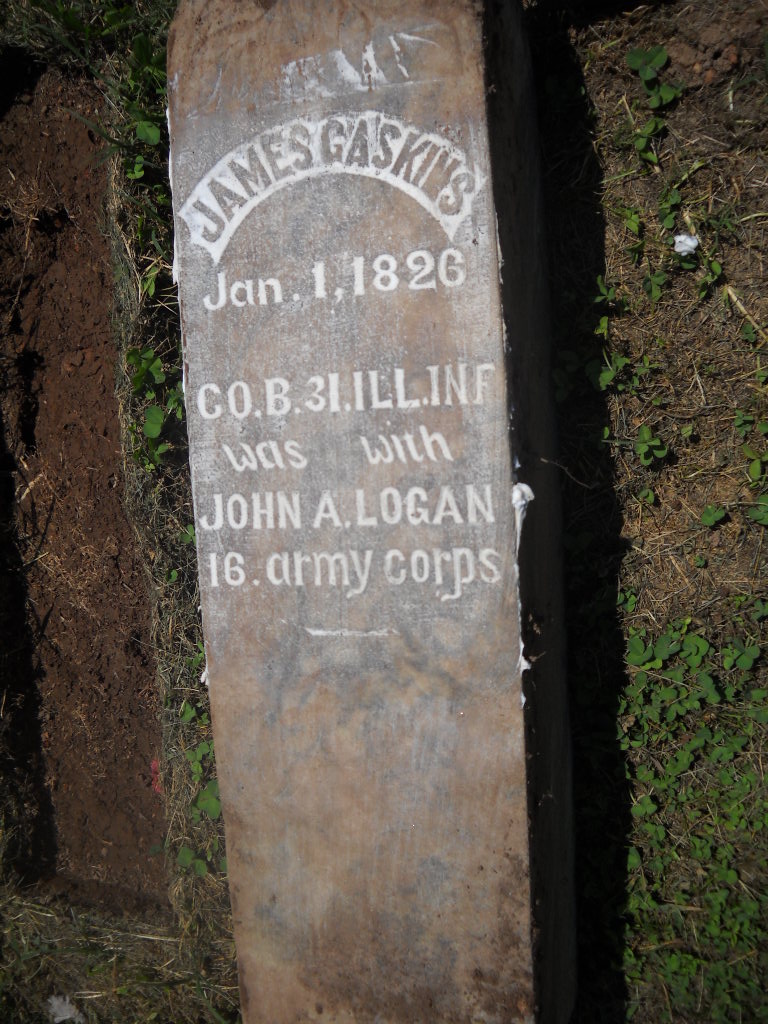 JAMES GASKINS
Jan. 1, 1826
CO. B. 31. ILL. INF
was with
JOHN A. LOGAN
16. army corps